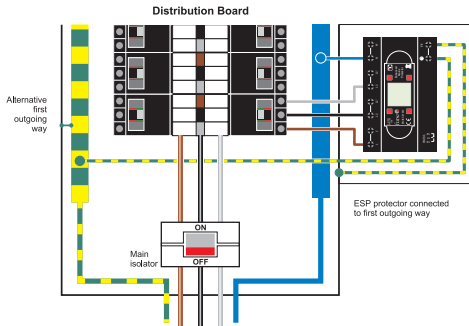 Distribution Board
Alternative
first
outgoing
way
ESP protector connected
to first outgoing way
Main
isolator
ON
OFF